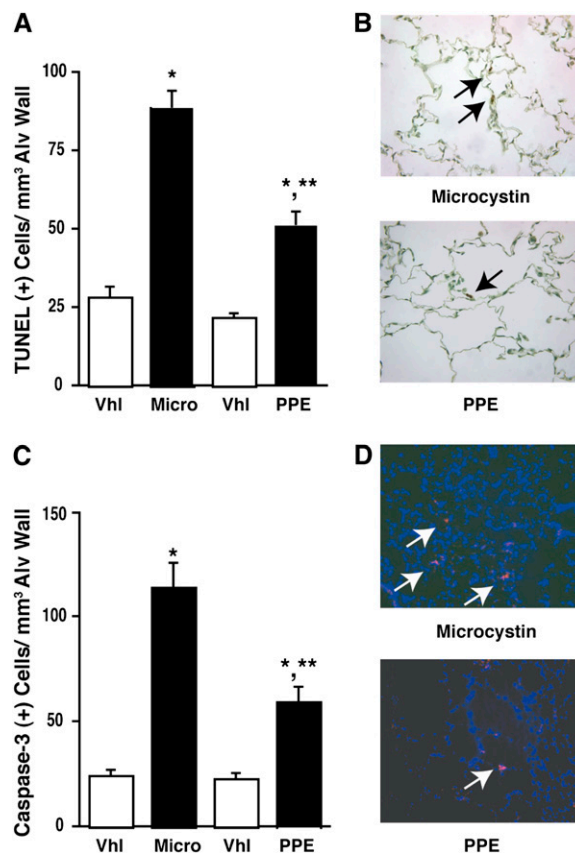 A
TUNEL (+) Cells/ mm³ Alv Wall
100
75
50
25
0
*
*, **
Vhl Micro Vhl PPE
B
Microcystin
PPE
C
Caspase-3 (+) Cells/ mm³ Alv Wall
150
100
50
0
*
*, **
Vhl Micro Vhl PPE
D
Microcystin
PPE